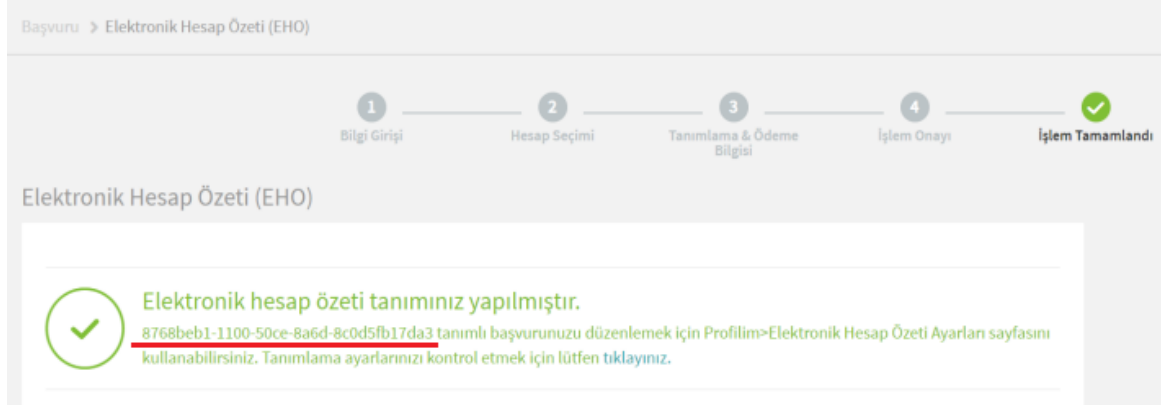 Başvuru > Elektronik Hesap Özeti (EHO)
1
2
3
4
Bilgi Girişi
Hesap Seçimi
Tanımlama & Ödeme
Bilgisi
İşlem Onayı
İşlem Tamamlandı
Elektronik Hesap Özeti (EHO)
Elektronik hesap özeti tanımınız yapılmıştır.
8768beb1-1100-50ce-8a6d-8c0d5fb17da3 tanımlı başvurunuzu düzenlemek için Profilim>Elektronik Hesap Özeti Ayarları sayfasını
kullanabilirsiniz. Tanımlama ayarlarınızı kontrol etmek için lütfen tıklayınız.